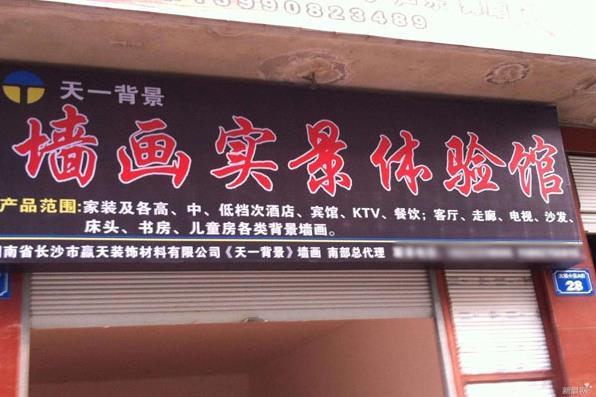 13990823489
天一背景
墙画实景体验馆
产品范围:家装及各高、中、低档次酒店、宾馆、KTV、餐饮;客厅、走廊、电视、沙发、
床头、书房、儿童房各类背景墙画。
南省长沙市赢天装饰材料有限公司《天一背景》墙画 南部总代理
28
新眼网